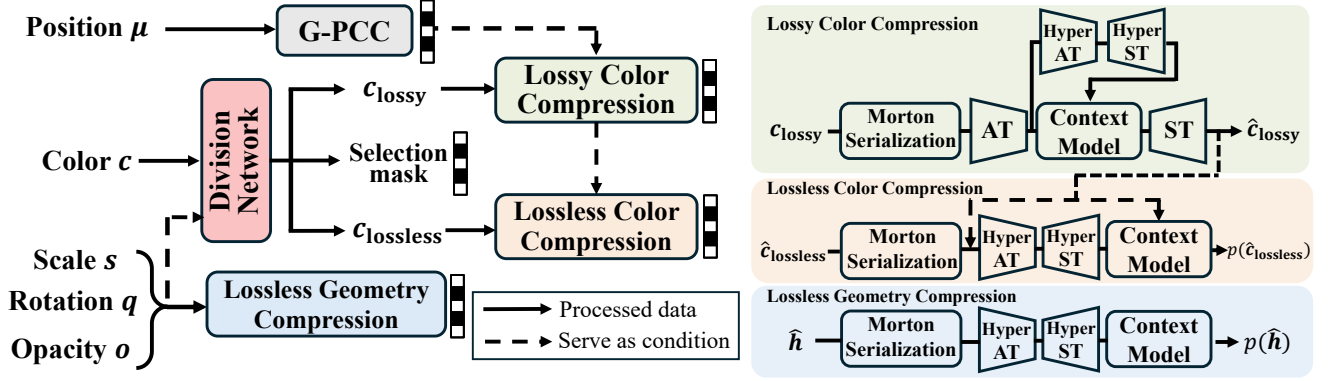 Position μ
G-PCC
Lossy Color
Compression
c_lossy
Color c
Division
Network
Selection
mask
c_lossless
Lossless Color
Compression
Scale s
Rotation q
Opacity o
Lossless Geometry
Compression
Processed data
Serve as condition
Lossy Color Compression
Hyper
AT
Hyper
ST
c_lossy
Morton
Serialization
AT
Context
Model
ST
ĉ_lossy
Lossless Color Compression
ĉ_lossless
Morton
Serialization
Hyper
AT
Hyper
ST
Context
Model
p(ĉ_lossless)
Lossless Geometry Compression
ĥ
Morton
Serialization
Hyper
AT
Hyper
ST
Context
Model
p(ĥ)